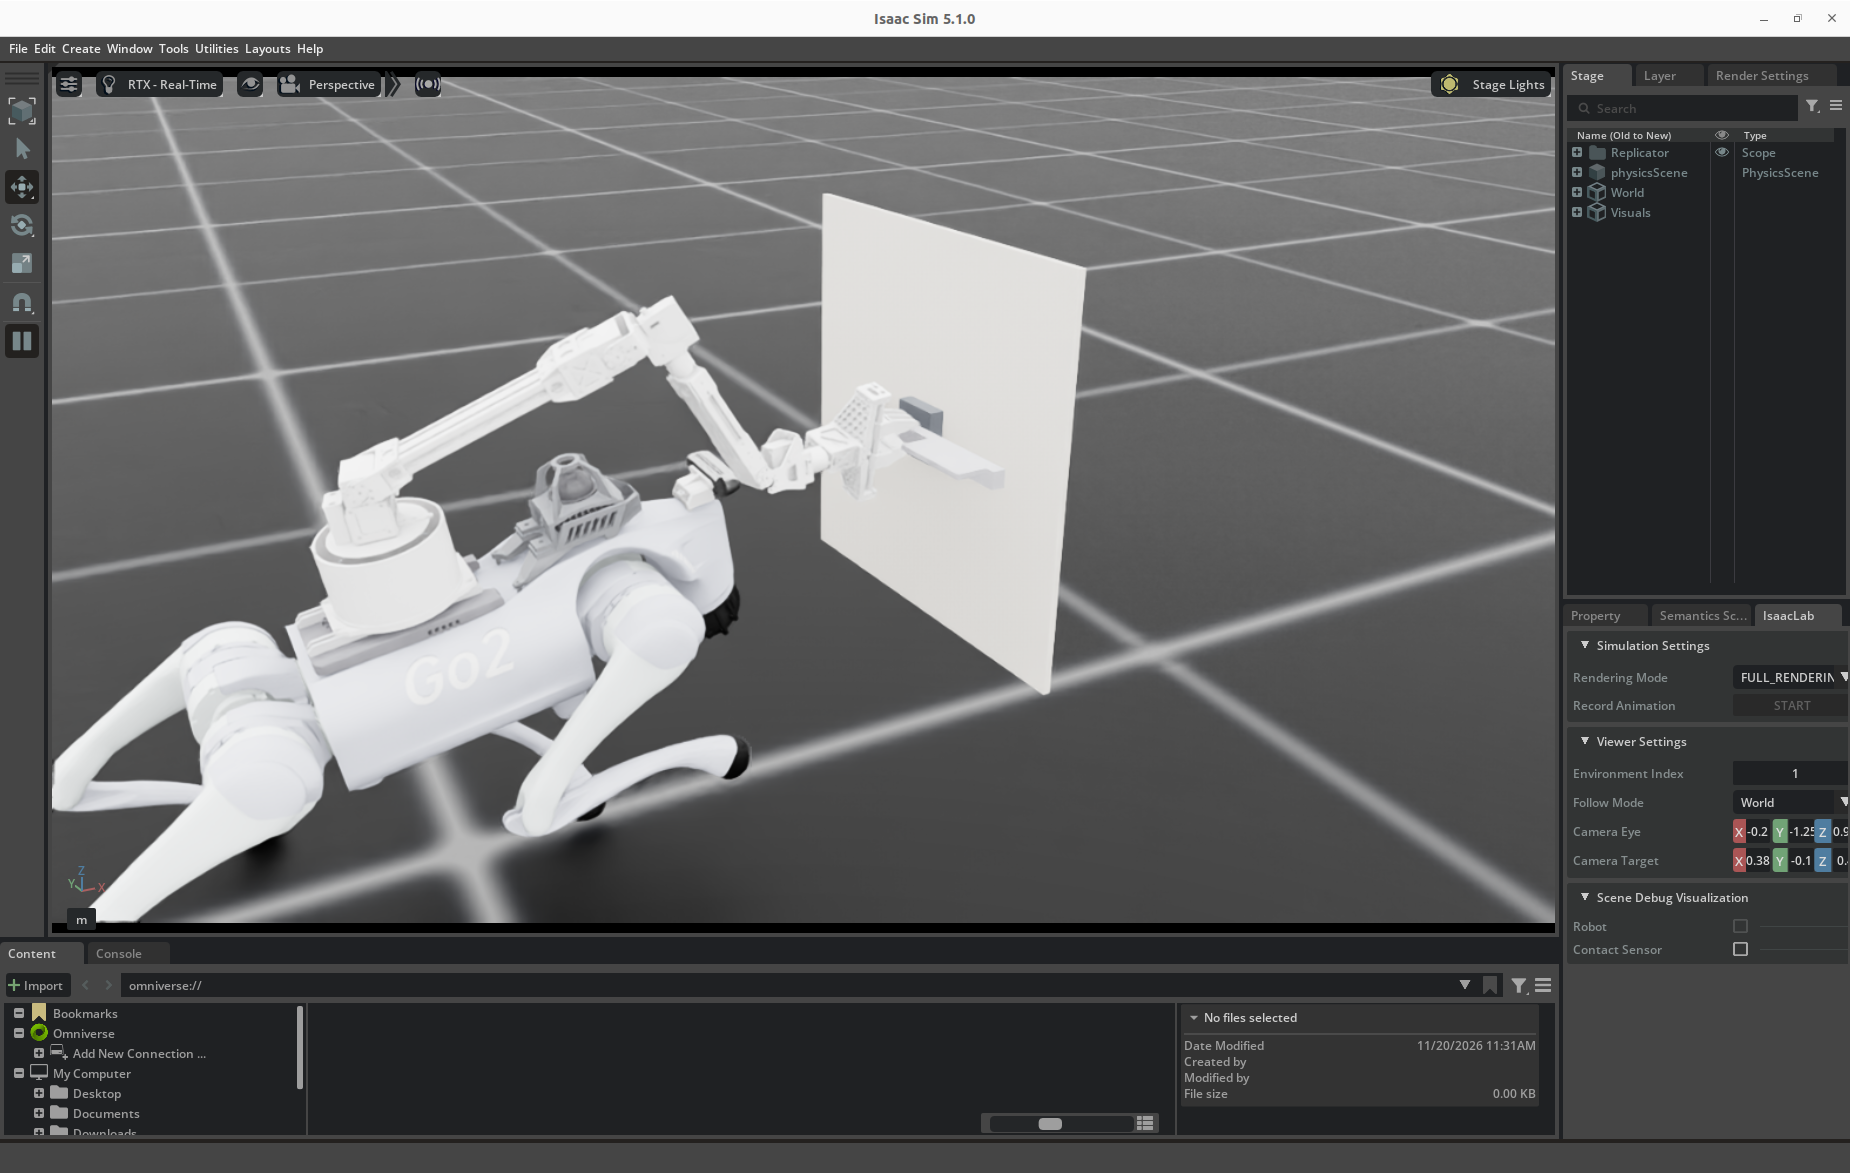 Isaac Sim 5.1.0
File Edit Create Window Tools Utilities Layouts Help
RTX - Real-Time
Perspective
Stage Lights
Go2
Z
Y
X
m
Stage
Layer
Render Settings
Search
Name (Old to New)
Type
Replicator
Scope
physicsScene
PhysicsScene
World
Visuals
Property
Semantics Sc...
IsaacLab
Simulation Settings
Rendering Mode
FULL_RENDERIN
Record Animation
START
Viewer Settings
Environment Index
1
Follow Mode
World
Camera Eye
X -0.2 Y -1.25 Z 0.9
Camera Target
X 0.38 Y -0.1 Z 0.
Scene Debug Visualization
Robot
Contact Sensor
Content
Console
Import
omniverse://
Bookmarks
Omniverse
Add New Connection ...
My Computer
Desktop
Documents
Downloads
No files selected
Date Modified
11/20/2026 11:31AM
Created by
Modified by
File size
0.00 KB